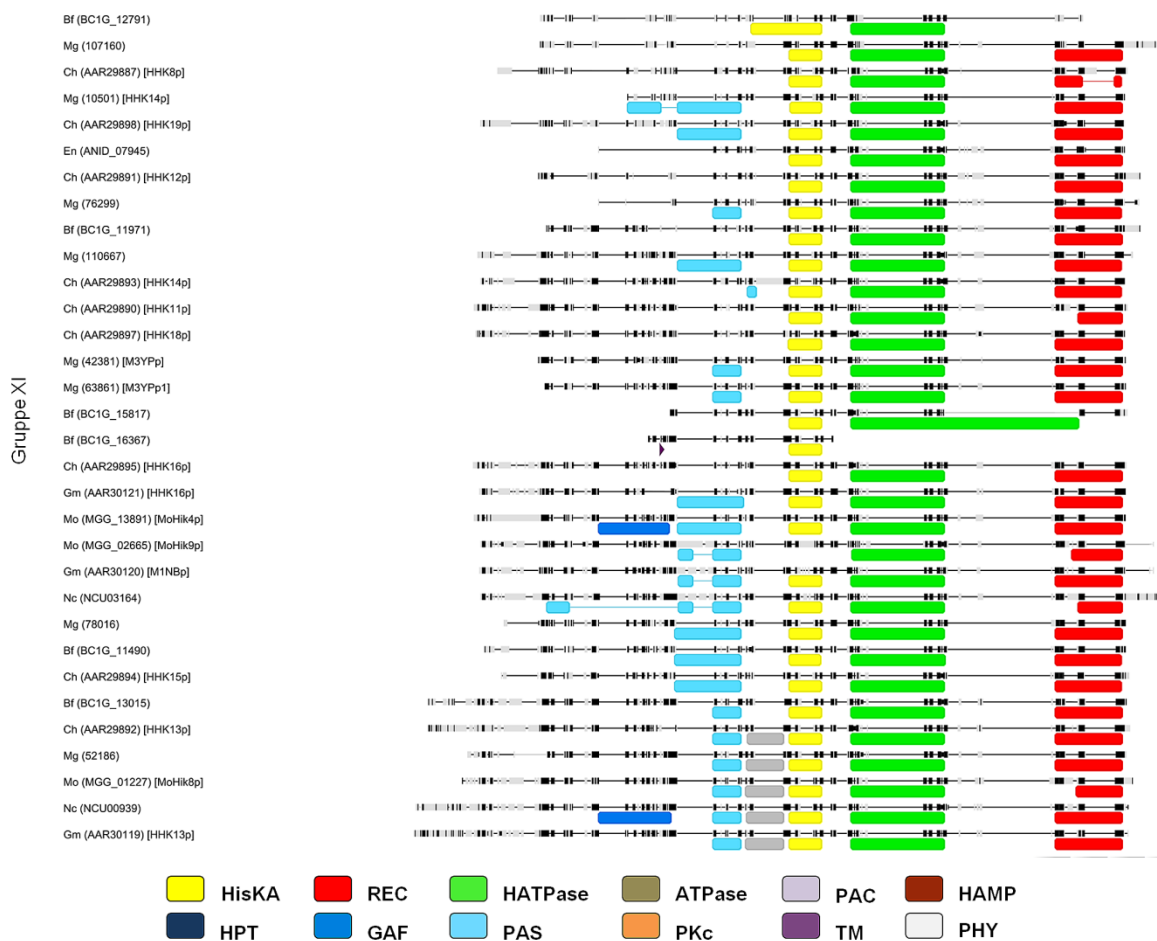 Gruppe XI
Bf (BC1G_12791)
Mg (107160)
Ch (AAR29887) [HHK8p]
Mg (10501) [HHK14p]
Ch (AAR29898) [HHK19p]
En (ANID_07945)
Ch (AAR29891) [HHK12p]
Mg (76299)
Bf (BC1G_11971)
Mg (110667)
Ch (AAR29893) [HHK14p]
Ch (AAR29890) [HHK11p]
Ch (AAR29897) [HHK18p]
Mg (42381) [M3YPp]
Mg (63861) [M3YPp1]
Bf (BC1G_15817)
Bf (BC1G_16367)
Ch (AAR29895) [HHK16p]
Gm (AAR30121) [HHK16p]
Mo (MGG_13891) [MoHik4p]
Mo (MGG_02665) [MoHik9p]
Gm (AAR30120) [M1NBp]
Nc (NCU03164)
Mg (78016)
Bf (BC1G_11490)
Ch (AAR29894) [HHK15p]
Bf (BC1G_13015)
Ch (AAR29892) [HHK13p]
Mg (52186)
Mo (MGG_01227) [MoHik8p]
Nc (NCU00939)
Gm (AAR30119) [HHK13p]
HisKA REC HATPase ATPase PAC HAMP
HPT GAF PAS PKc TM PHY